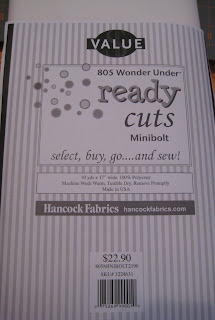 VALUE
805 Wonder Under
ready
cuts
Minibolt
select, buy, go....and sew!
Machine Wash Warm, Tumble Dry, Remove Promptly
Made in USA
Hancock Fabrics hancockfabrics.com
$22.90